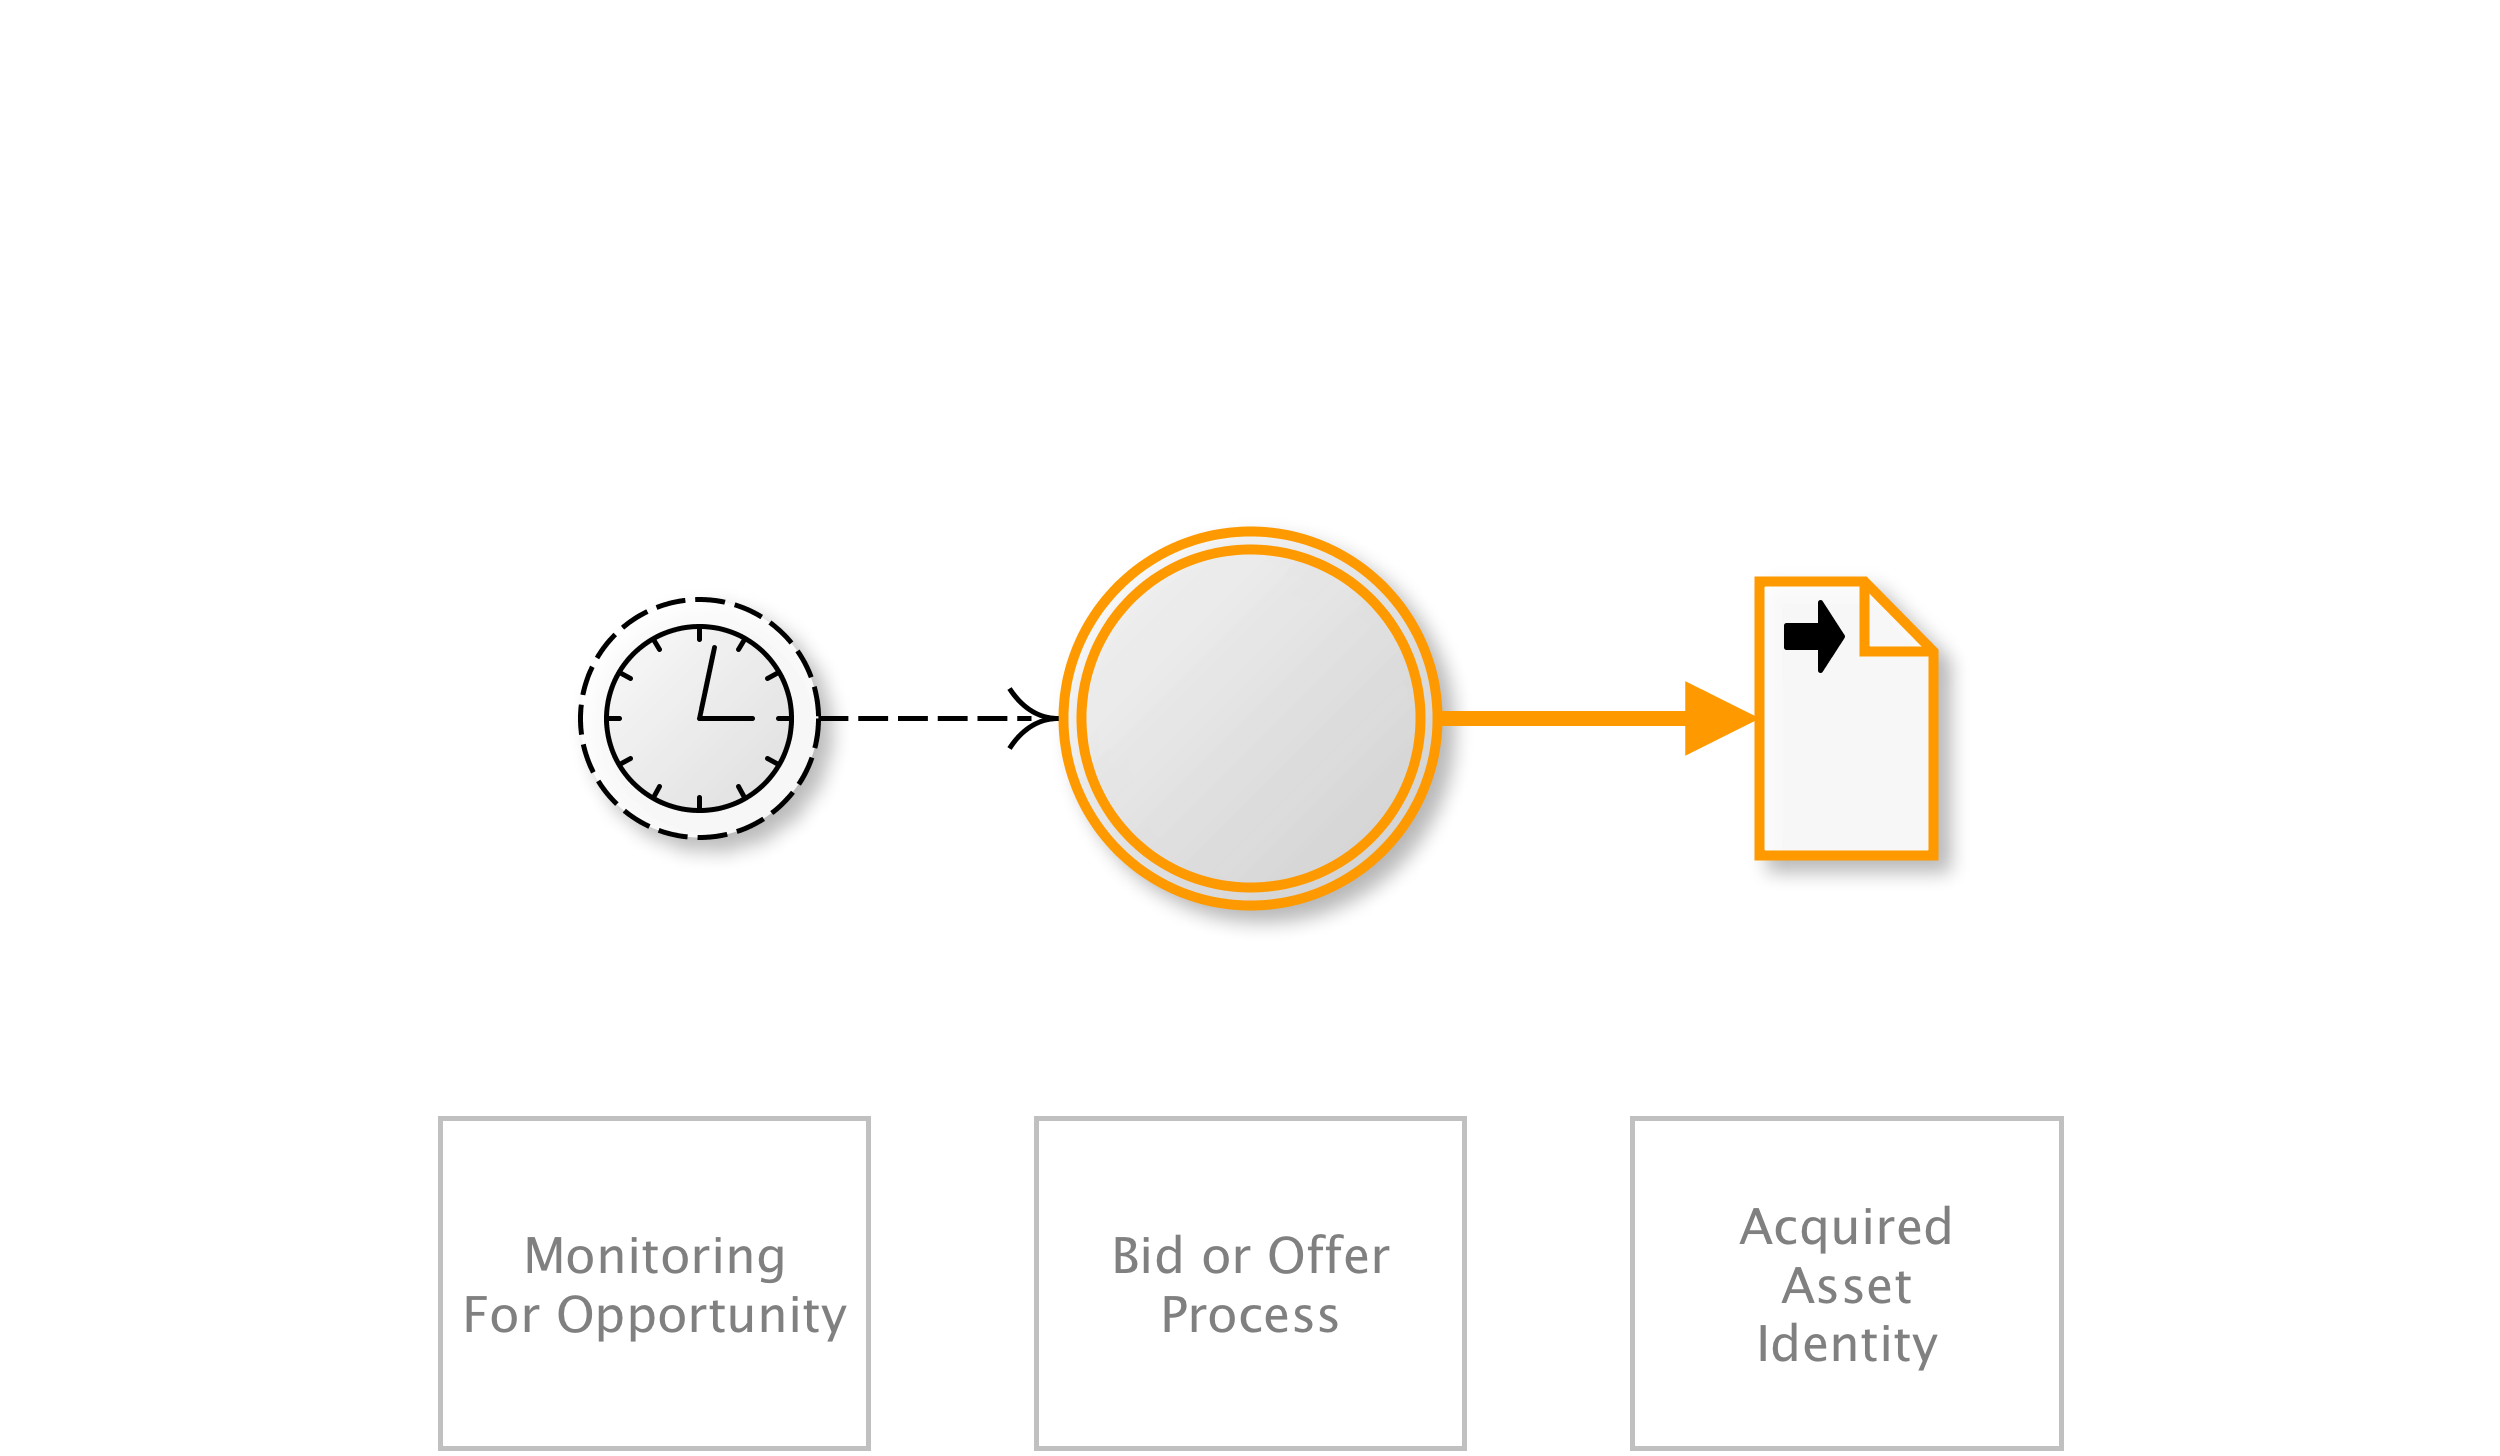 Monitoring
For Opportunity
Bid or Offer
Process
Acquired
Asset
Identity